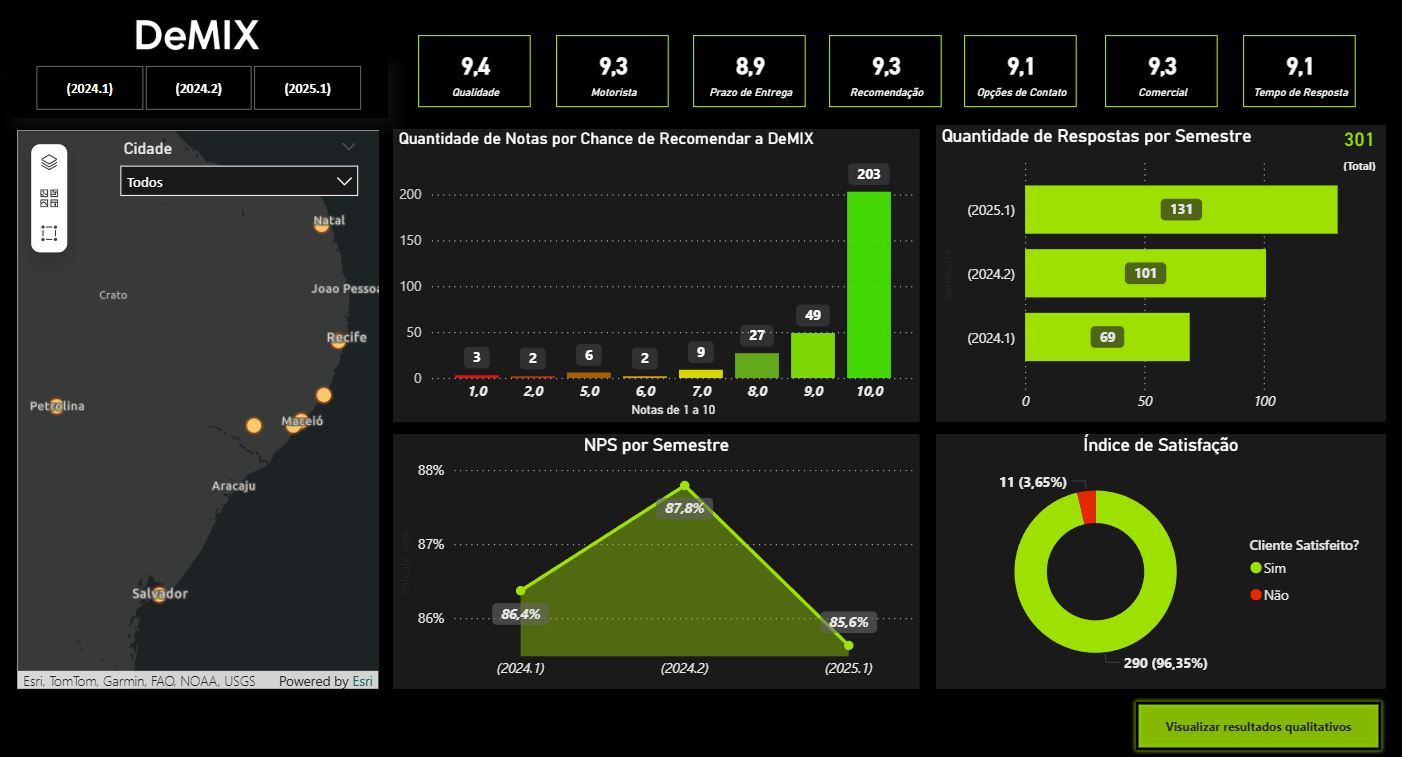 DeMIX
(2024.1)
(2024.2)
(2025.1)
9,4
Qualidade
9,3
Motorista
8,9
Prazo de Entrega
9,3
Recomendação
9,1
Opções de Contato
9,3
Comercial
9,1
Tempo de Resposta
Cidade
Todos
Natal
Crato
Joao Pessoa
Recife
Petrolina
Maceió
Aracaju
Salvador
Esri, TomTom, Garmin, FAO, NOAA, USGS
Powered by Esri
Quantidade de Notas por Chance de Recomendar a DeMIX
200
150
100
50
0
3
2
6
2
9
27
49
203
1,0
2,0
5,0
6,0
7,0
8,0
9,0
10,0
Notas de 1 a 10
Quantidade de Respostas por Semestre
301
(Total)
Semestre
(2025.1)
131
(2024.2)
101
(2024.1)
69
0
50
100
NPS por Semestre
88%
87%
86%
86,4%
87,8%
85,6%
(2024.1)
(2024.2)
(2025.1)
Índice de Satisfação
11 (3,65%)
290 (96,35%)
Cliente Satisfeito?
Sim
Não
Visualizar resultados qualitativos